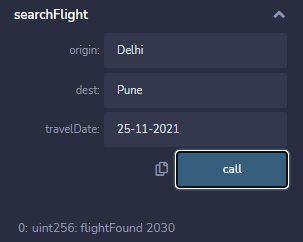 searchFlight
origin: Delhi
dest: Pune
travelDate: 25-11-2021
call
0: uint256: flightFound 2030